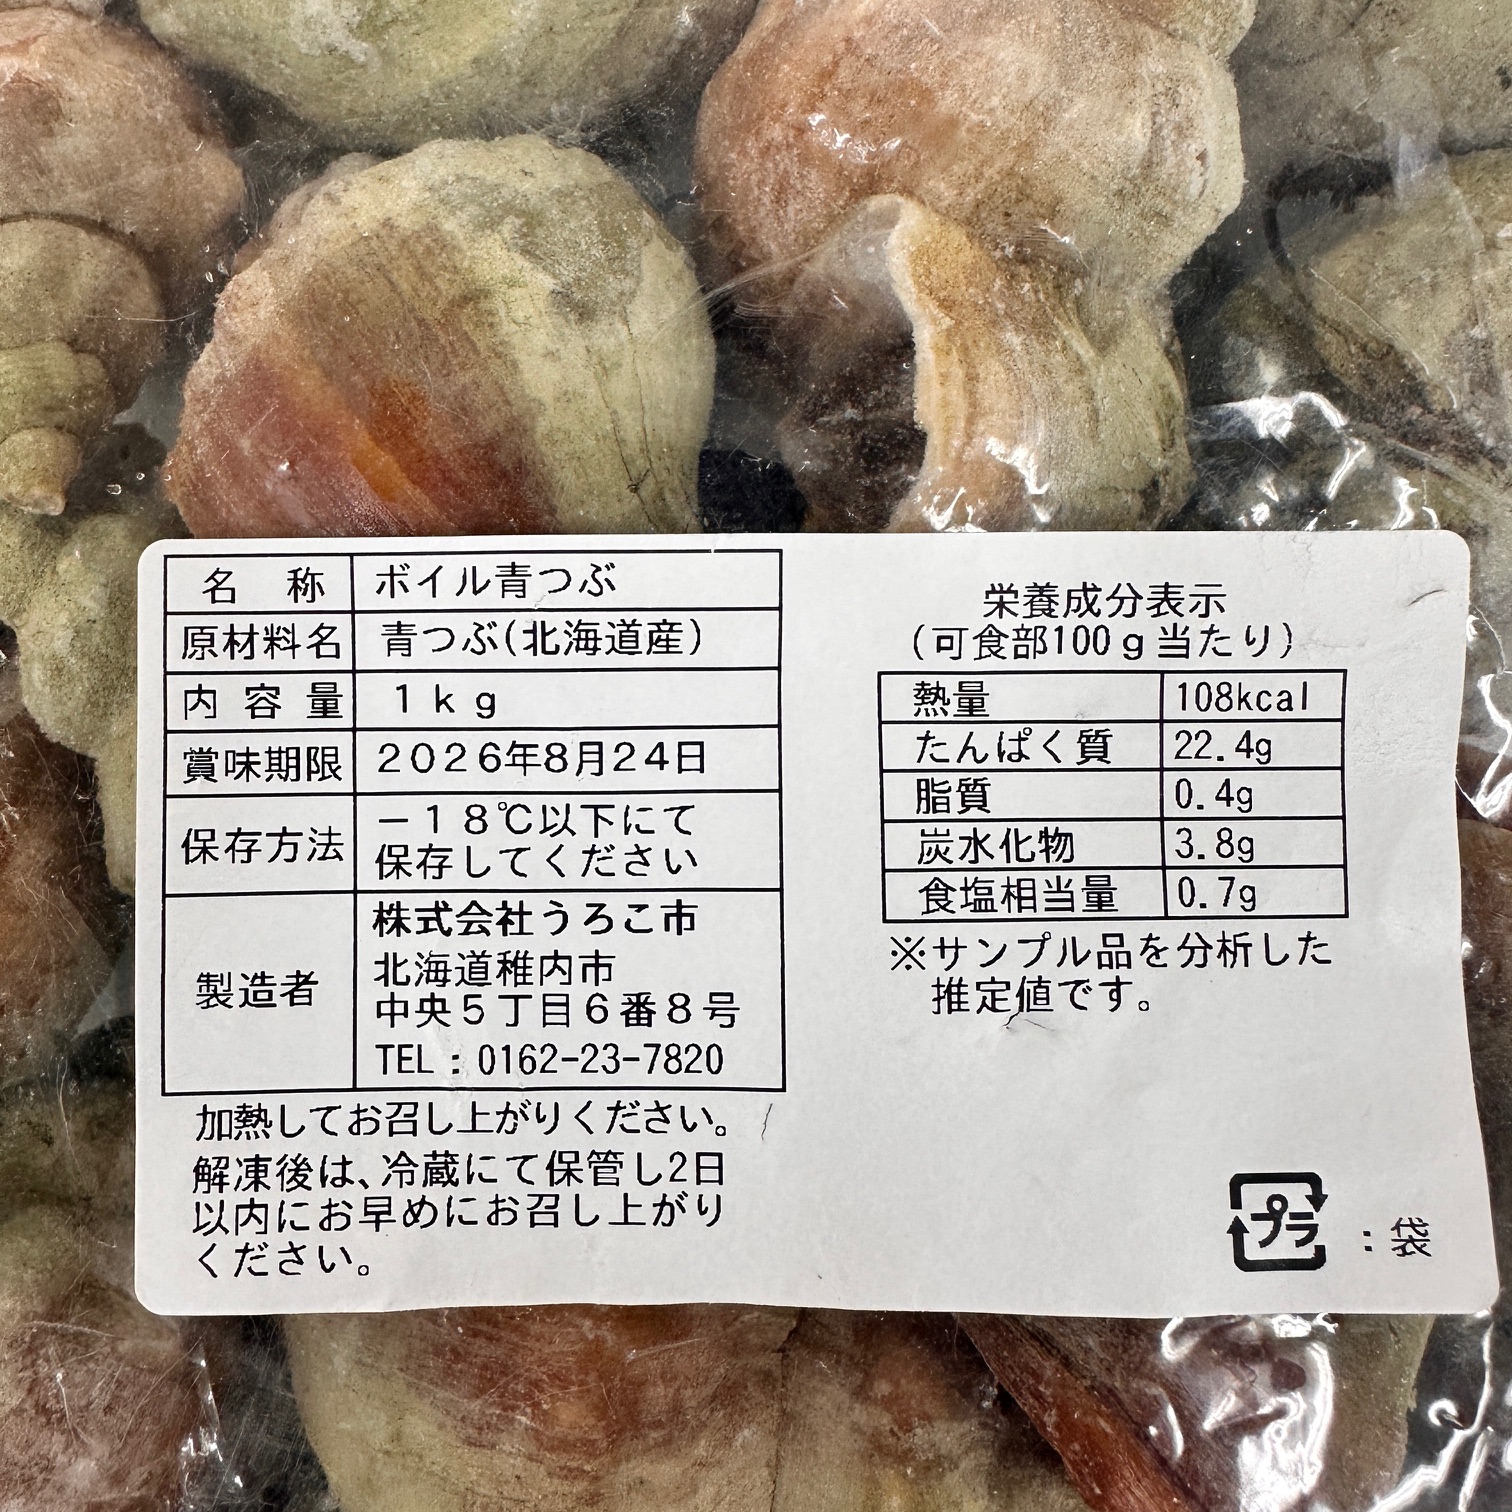 名　称 ボイル青つぶ
原材料名 青つぶ(北海道産)
内 容 量 １ｋｇ
賞味期限 ２０２６年８月２４日
保存方法 －１８℃以下にて
保存してください
製造者 株式会社うろこ市
北海道稚内市
中央５丁目６番８号
TEL：0162-23-7820
加熱してお召し上がりください。
解凍後は、冷蔵にて保管し2日
以内にお早めにお召し上がり
ください。
栄養成分表示
(可食部100ｇ当たり)
熱量 108kcal
たんぱく質 22.4g
脂質 0.4g
炭水化物 3.8g
食塩相当量 0.7g
※サンプル品を分析した
推定値です。
プラ ：袋